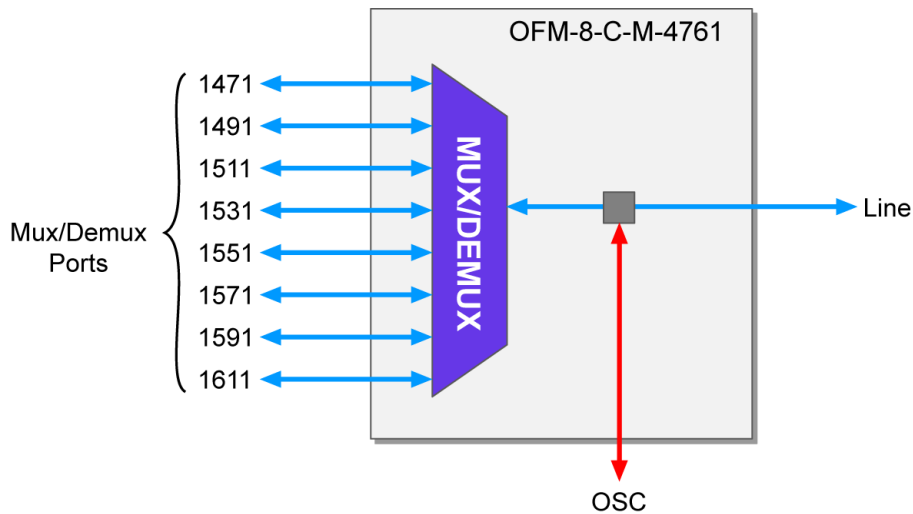 OFM-8-C-M-4761
1471
1491
1511
1531
1551
1571
1591
1611
Mux/Demux
Ports
MUX/DEMUX
Line
OSC